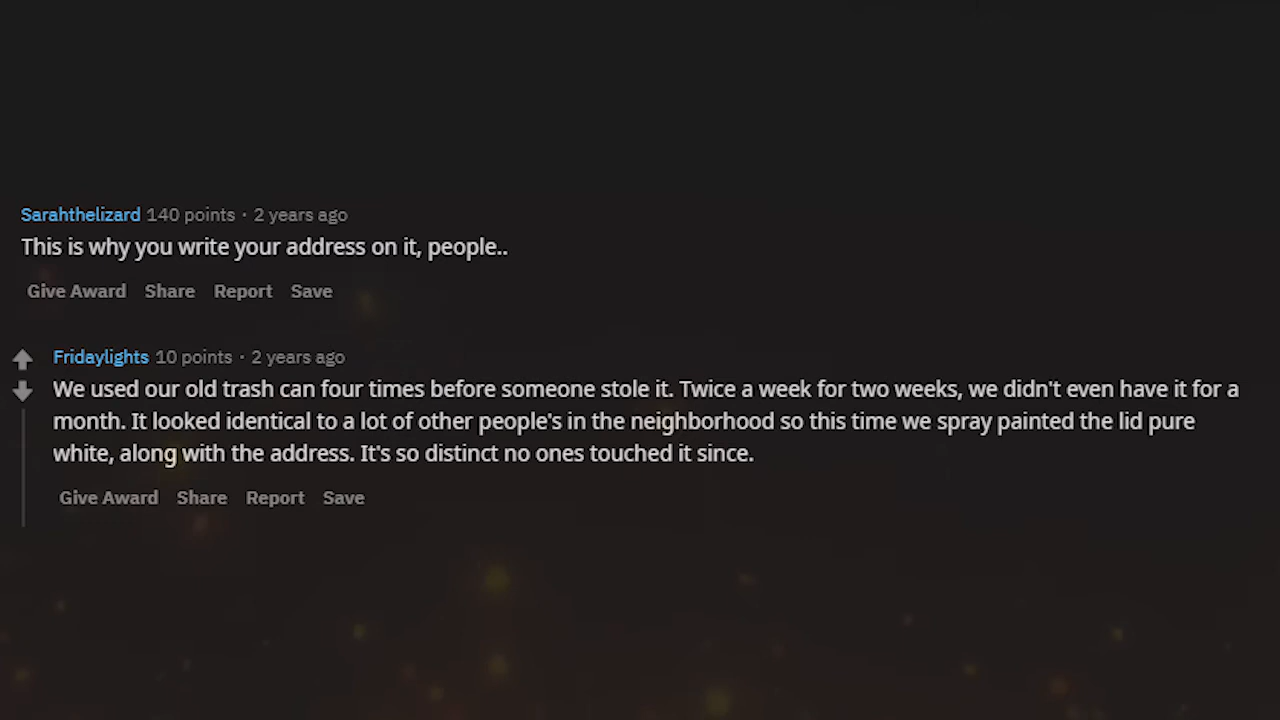 Sarahthelizard 140 points · 2 years ago
This is why you write your address on it, people..
Give Award Share Report Save
Fridaylights 10 points · 2 years ago
We used our old trash can four times before someone stole it. Twice a week for two weeks, we didn't even have it for a
month. It looked identical to a lot of other people's in the neighborhood so this time we spray painted the lid pure
white, along with the address. It's so distinct no ones touched it since.
Give Award Share Report Save